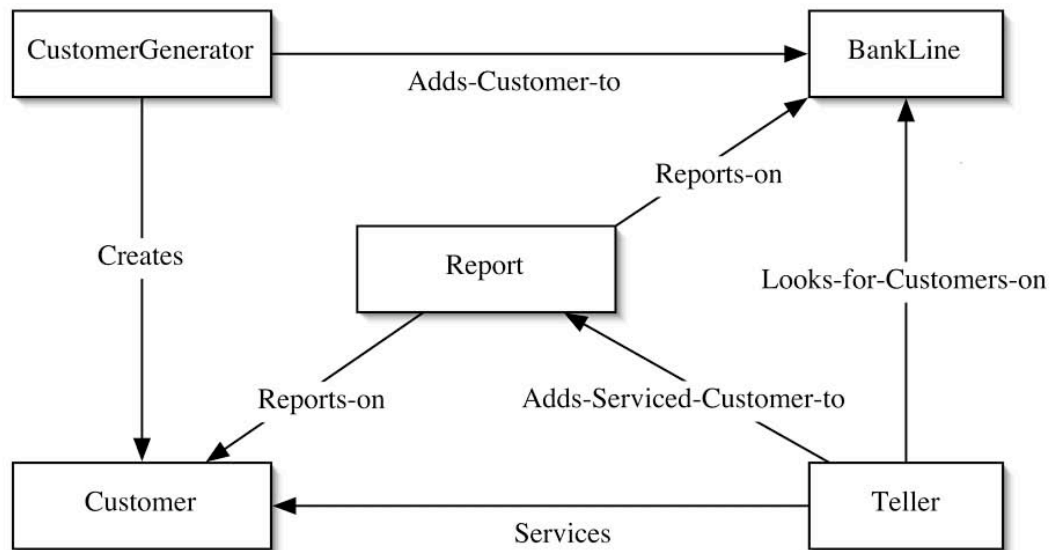 CustomerGenerator
BankLine
Adds-Customer-to
Reports-on
Creates
Report
Looks-for-Customers-on
Reports-on
Adds-Serviced-Customer-to
Customer
Teller
Services